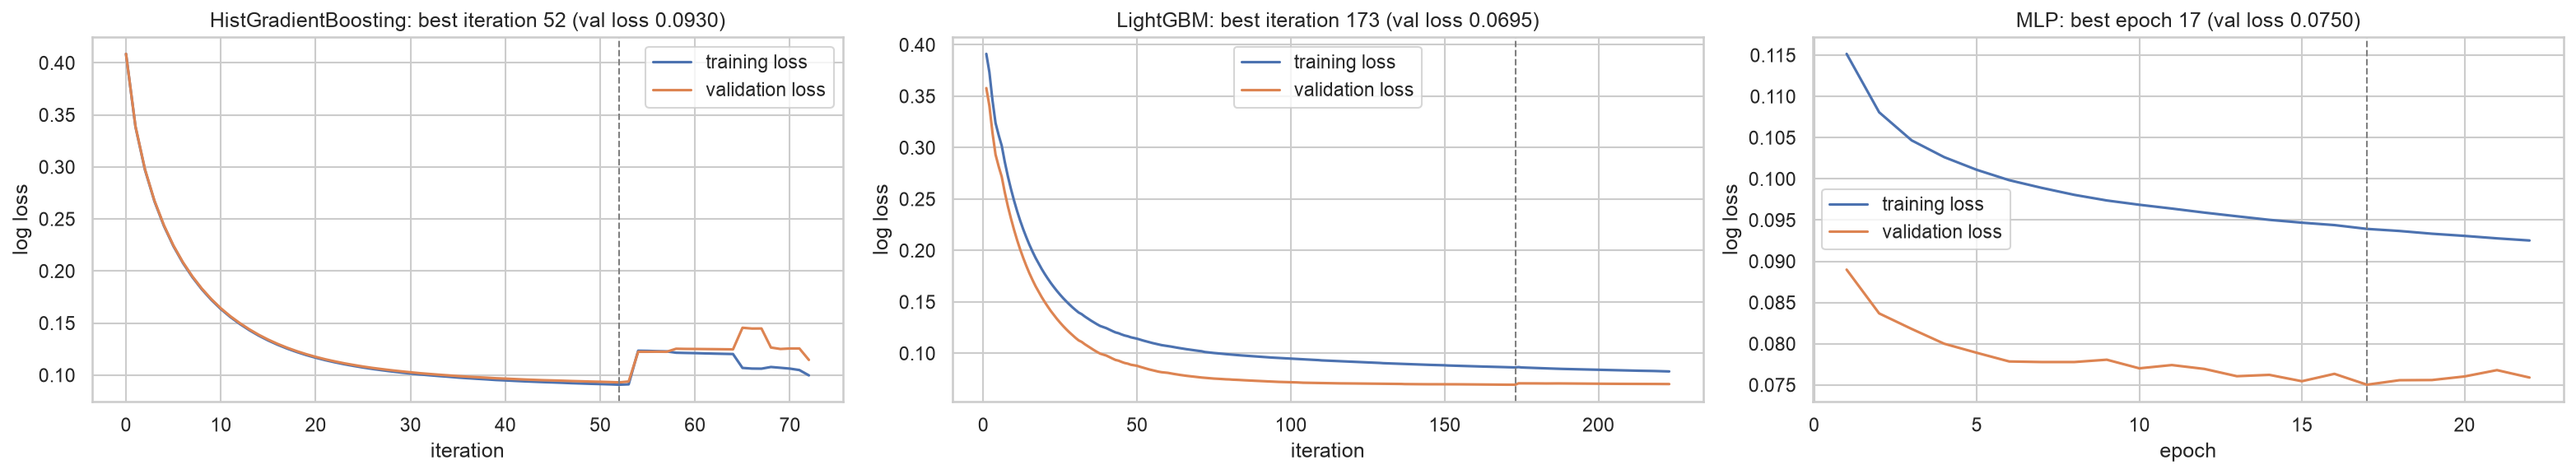 HistGradientBoosting: best iteration 52 (val loss 0.0930)
training loss
validation loss
log loss
0.40
0.35
0.30
0.25
0.20
0.15
0.10
0 10 20 30 40 50 60 70
iteration
LightGBM: best iteration 173 (val loss 0.0695)
training loss
validation loss
log loss
0.40
0.35
0.30
0.25
0.20
0.15
0.10
0 50 100 150 200
iteration
MLP: best epoch 17 (val loss 0.0750)
training loss
validation loss
log loss
0.115
0.110
0.105
0.100
0.095
0.090
0.085
0.080
0.075
0 5 10 15 20
epoch